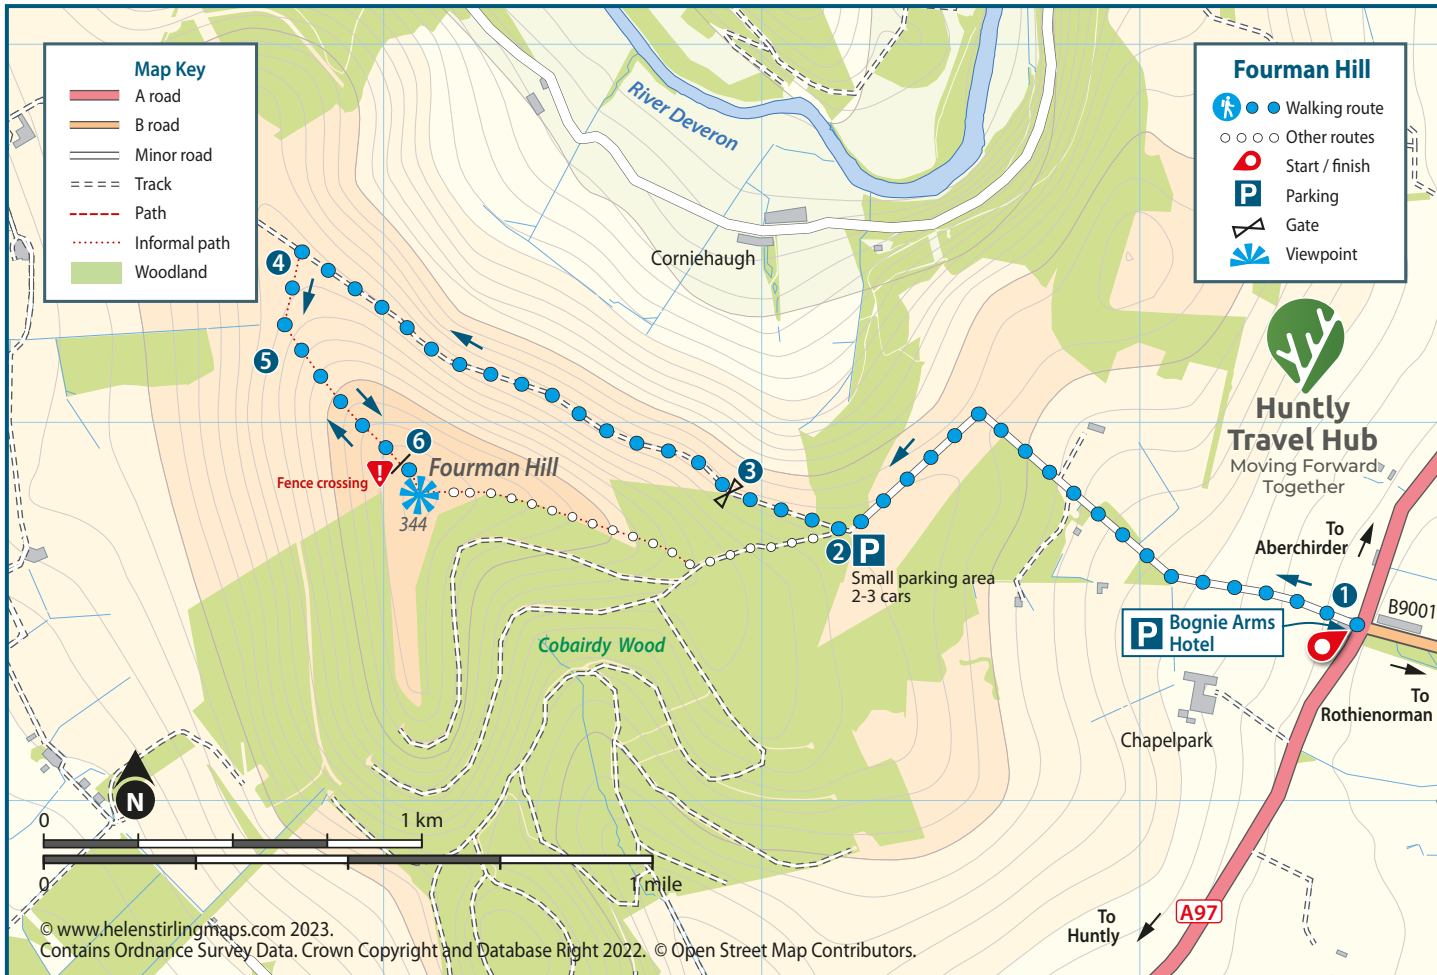 Map Key
A road
B road
Minor road
Track
Path
Informal path
Woodland
Fourman Hill
Walking route
Other routes
Start / finish
P
Parking
Gate
Viewpoint
River Deveron
Corniehaugh
4
5
6
Fourman Hill
!
Fence crossing
344
3
2
P
Small parking area
2-3 cars
Cobairdy Wood
Huntly
Travel Hub
Moving Forward
Together
To
Aberchirder
1
B9001
P
Bognie Arms
Hotel
To
Rothienorman
Chapelpark
A97
To
Huntly
N
0
1 km
0
1 mile
© www.helenstirlingmaps.com 2023.
Contains Ordnance Survey Data. Crown Copyright and Database Right 2022. © Open Street Map Contributors.